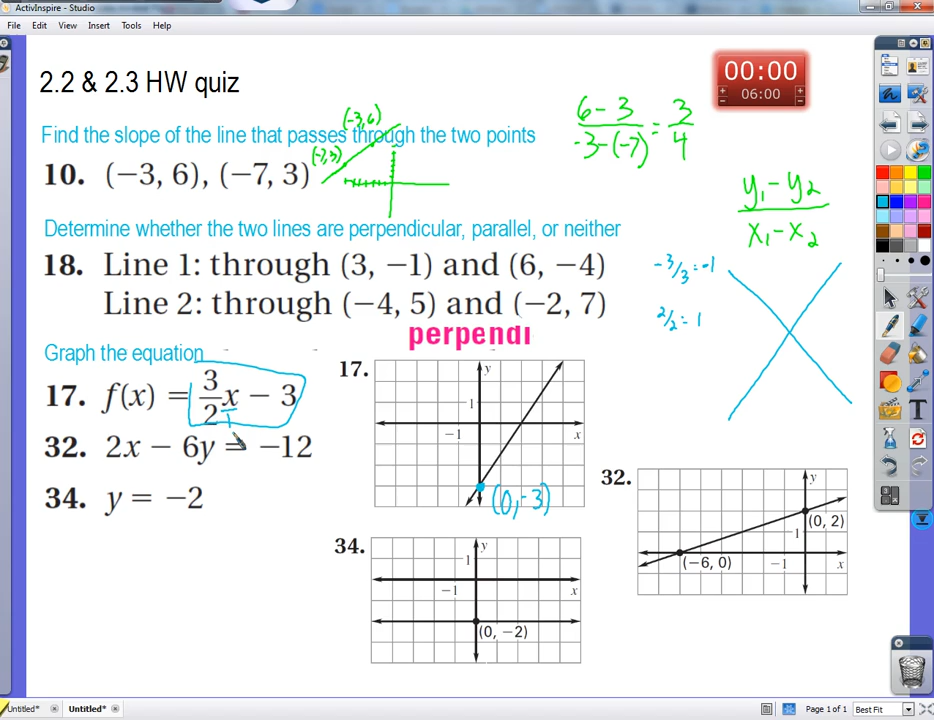 ActivInspire - Studio
File Edit View Insert Tools Help
2.2 & 2.3 HW quiz
00:00
06:00
Find the slope of the line that passes through the two points
10. (−3, 6), (−7, 3)
(-3, 6)
(-7, 3)
6 - 3 / -3 - (-7) = 3/4
y₁ - y₂ / x₁ - x₂
Determine whether the two lines are perpendicular, parallel, or neither
18. Line 1: through (3, −1) and (6, −4)
Line 2: through (−4, 5) and (−2, 7)
-3/3 = -1
2/2 = 1
perpendi
Graph the equation
17. f(x) = 3/2 x − 3
32. 2x − 6y = −12
34. y = −2
17.
y
1
−1
x
(0, -3)
32.
y
(0, 2)
1
(−6, 0)
−1
x
34.
y
1
−1
x
(0, −2)
Untitled*
Untitled*
Page 1 of 1
Best Fit